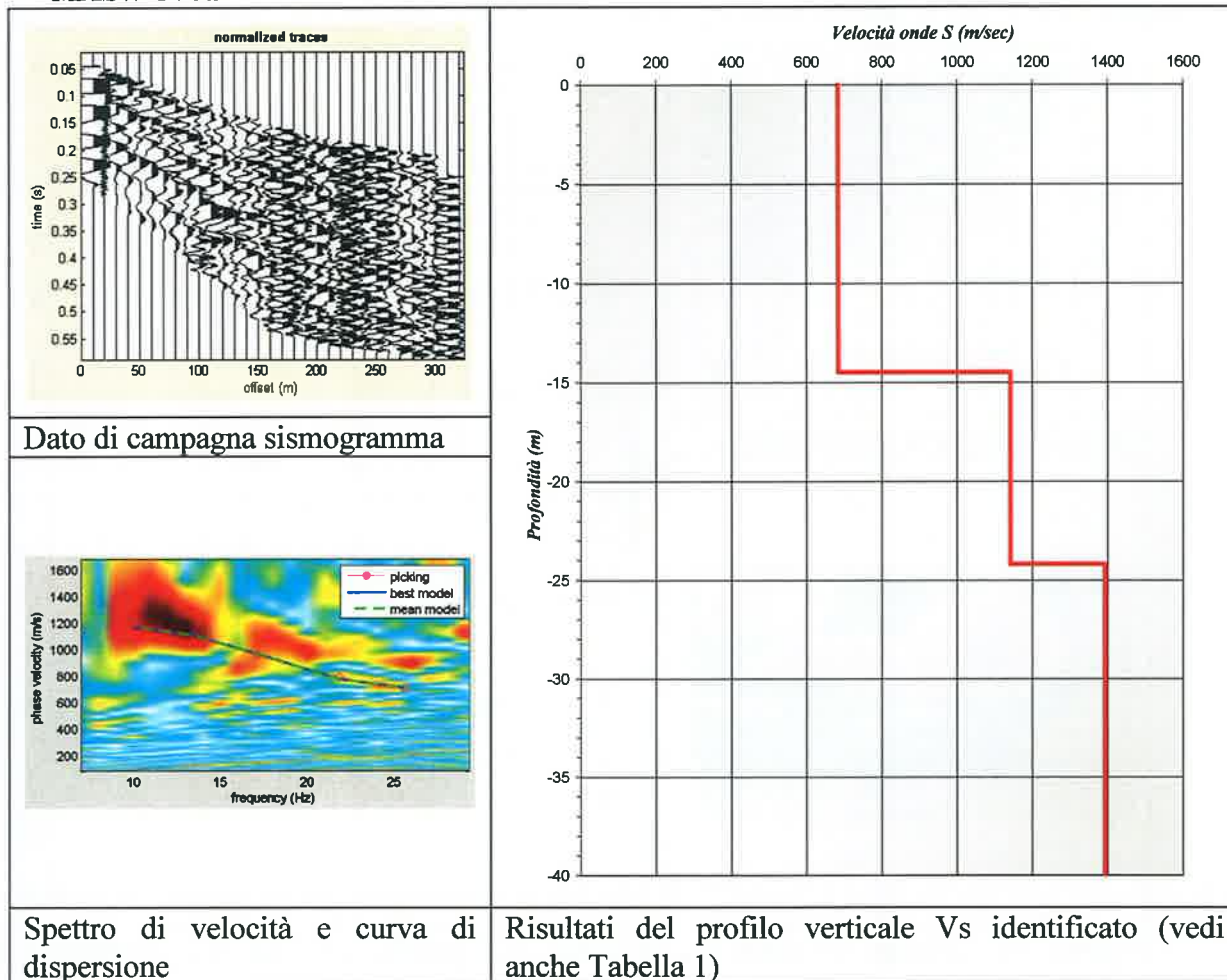 normalized traces
0.05
0.1
0.15
0.2
0.25
0.3
0.35
0.4
0.45
0.5
0.55
time (s)
0 50 100 150 200 250 300
offset (m)
Dato di campagna sismogramma
1600
1400
1200
1000
800
600
400
200
phase velocity (m/s)
picking
best model
mean model
10 15 20 25
frequency (Hz)
Spettro di velocità e curva di
dispersione
Velocità onde S (m/sec)
0 200 400 600 800 1000 1200 1400 1600
0
-5
-10
-15
-20
-25
-30
-35
-40
Profondità (m)
Risultati del profilo verticale Vs identificato (vedi
anche Tabella 1)